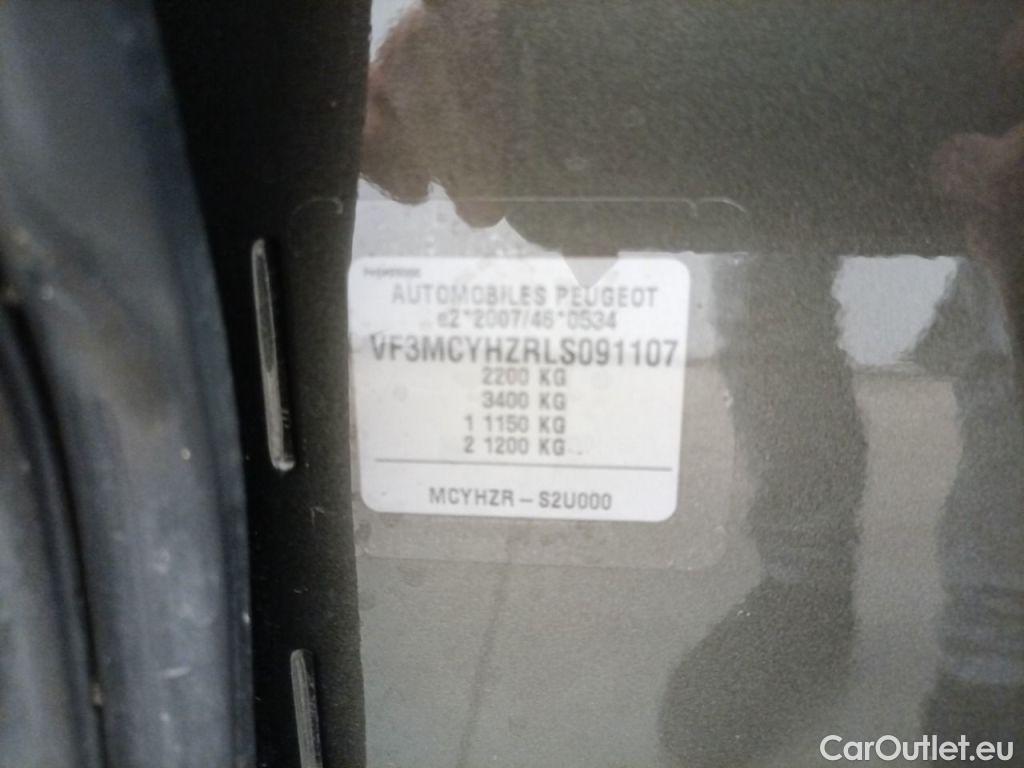 AUTOMOBILES PEUGEOT
e2*2007/46*0534
VF3MCYHZRLS091107
2200 KG
3400 KG
1 1150 KG
2 1200 KG
MCYHZR - S2U000
CarOutlet.eu